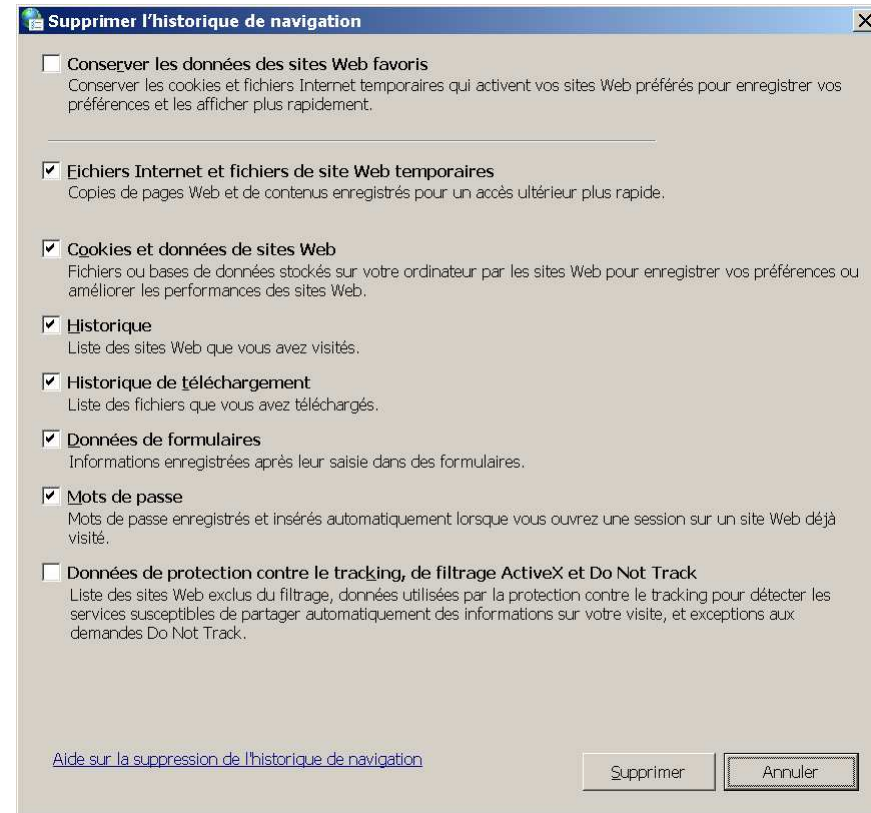 Supprimer l'historique de navigation
Conserver les données des sites Web favoris
Conserver les cookies et fichiers Internet temporaires qui activent vos sites Web préférés pour enregistrer vos
préférences et les afficher plus rapidement.
Fichiers Internet et fichiers de site Web temporaires
Copies de pages Web et de contenus enregistrés pour un accès ultérieur plus rapide.
Cookies et données de sites Web
Fichiers ou bases de données stockés sur votre ordinateur par les sites Web pour enregistrer vos préférences ou
améliorer les performances des sites Web.
Historique
Liste des sites Web que vous avez visités.
Historique de téléchargement
Liste des fichiers que vous avez téléchargés.
Données de formulaires
Informations enregistrées après leur saisie dans des formulaires.
Mots de passe
Mots de passe enregistrés et insérés automatiquement lorsque vous ouvrez une session sur un site Web déjà
visité.
Données de protection contre le tracking, de filtrage ActiveX et Do Not Track
Liste des sites Web exclus du filtrage, données utilisées par la protection contre le tracking pour détecter les
services susceptibles de partager automatiquement des informations sur votre visite, et exceptions aux
demandes Do Not Track.
Aide sur la suppression de l'historique de navigation
Supprimer
Annuler